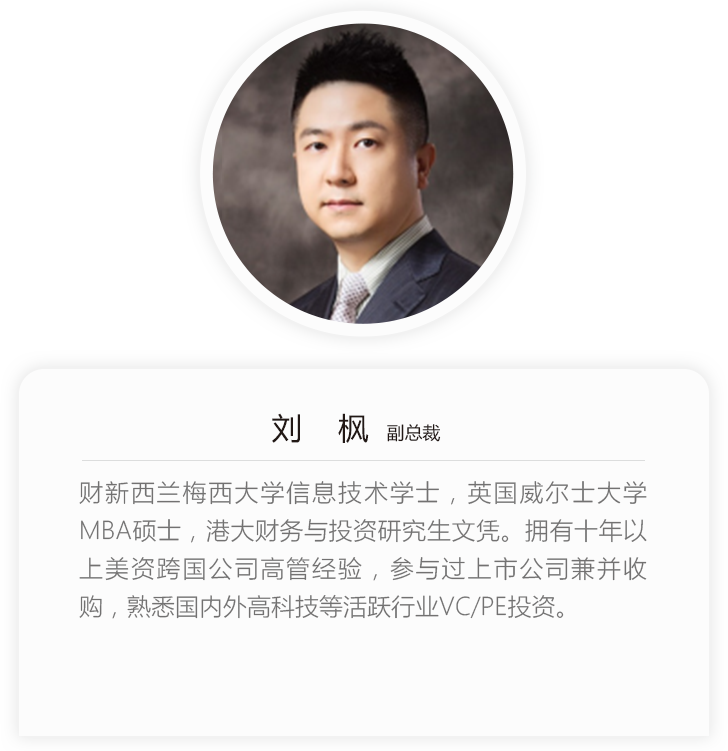 刘 枫 副总裁
财新西兰梅西大学信息技术学士，英国威尔士大学
MBA硕士，港大财务与投资研究生文凭。拥有十年以
上美资跨国公司高管经验，参与过上市公司兼并收
购，熟悉国内外高科技等活跃行业VC/PE投资。